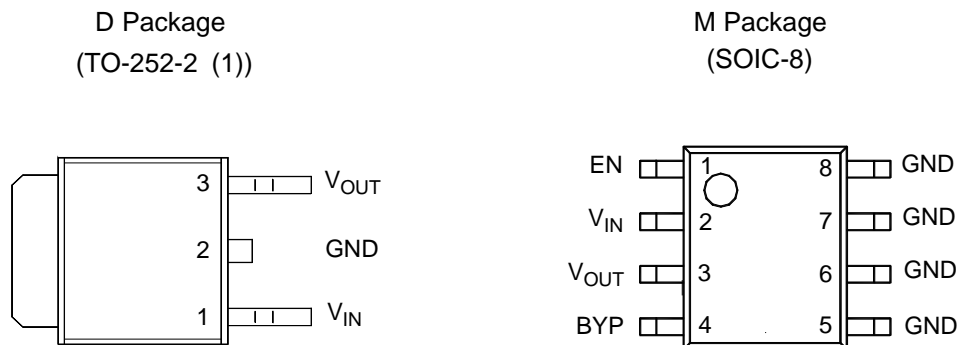 D Package
(TO-252-2 (1))
3 VOUT
2 GND
1 VIN
M Package
(SOIC-8)
EN 1 8 GND
VIN 2 7 GND
VOUT 3 6 GND
BYP 4 5 GND